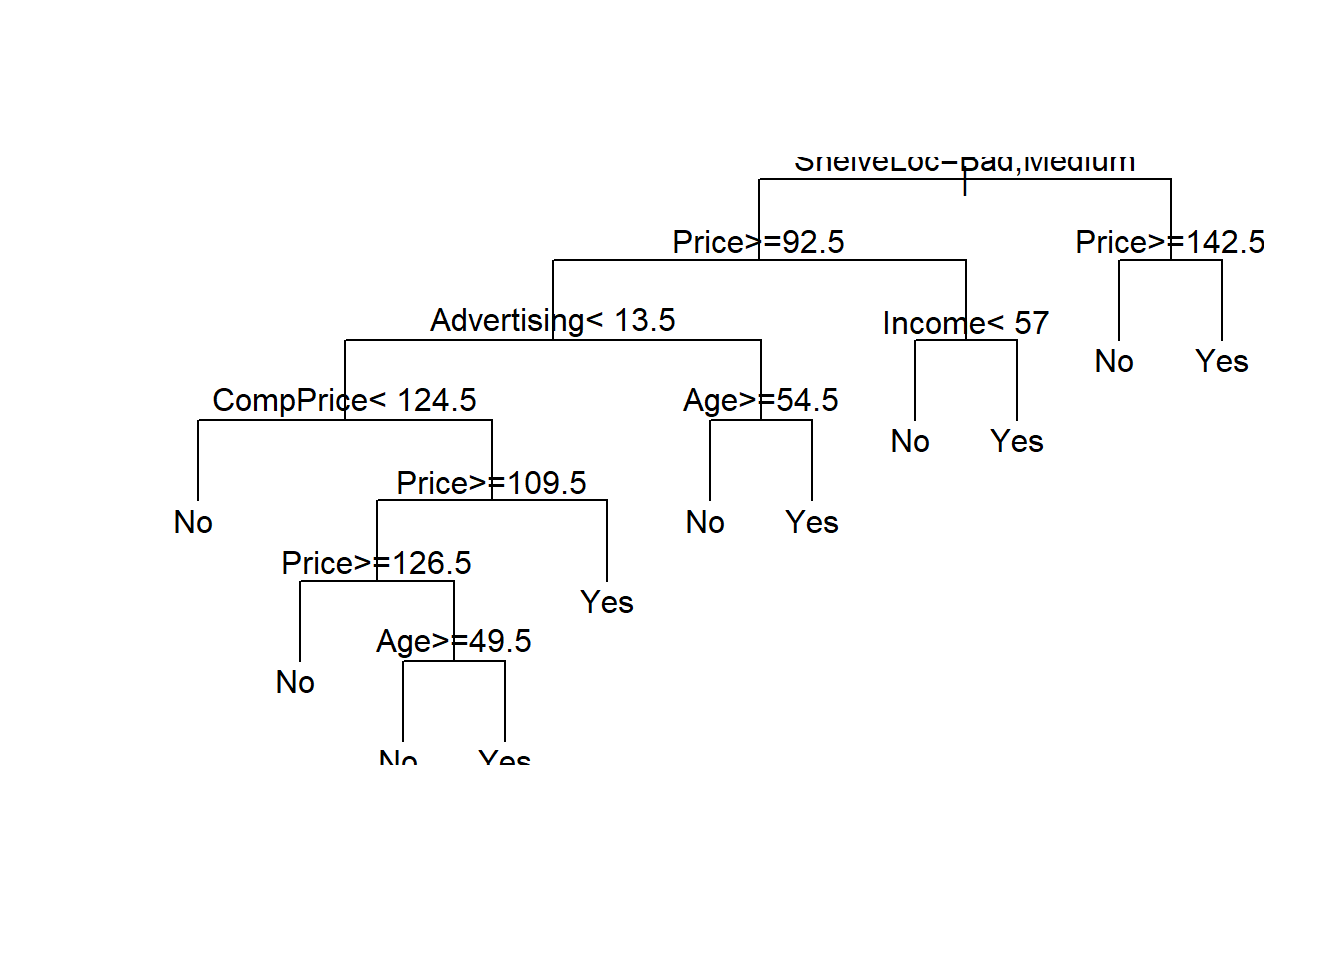 ShelveLoc=Bad,Medium
Price>=92.5
Price>=142.5
Advertising< 13.5
Income< 57
No
Yes
CompPrice< 124.5
Age>=54.5
No
Yes
Price>=109.5
No
No
Yes
Price>=126.5
Yes
Age>=49.5
No
No
Yes